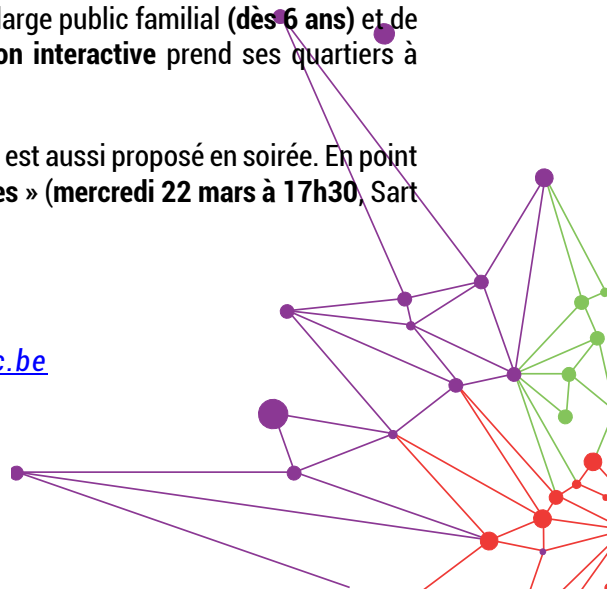 large public familial (dès 6 ans) et de
on interactive prend ses quartiers à
est aussi proposé en soirée. En point
es » (mercredi 22 mars à 17h30, Sart
c.be